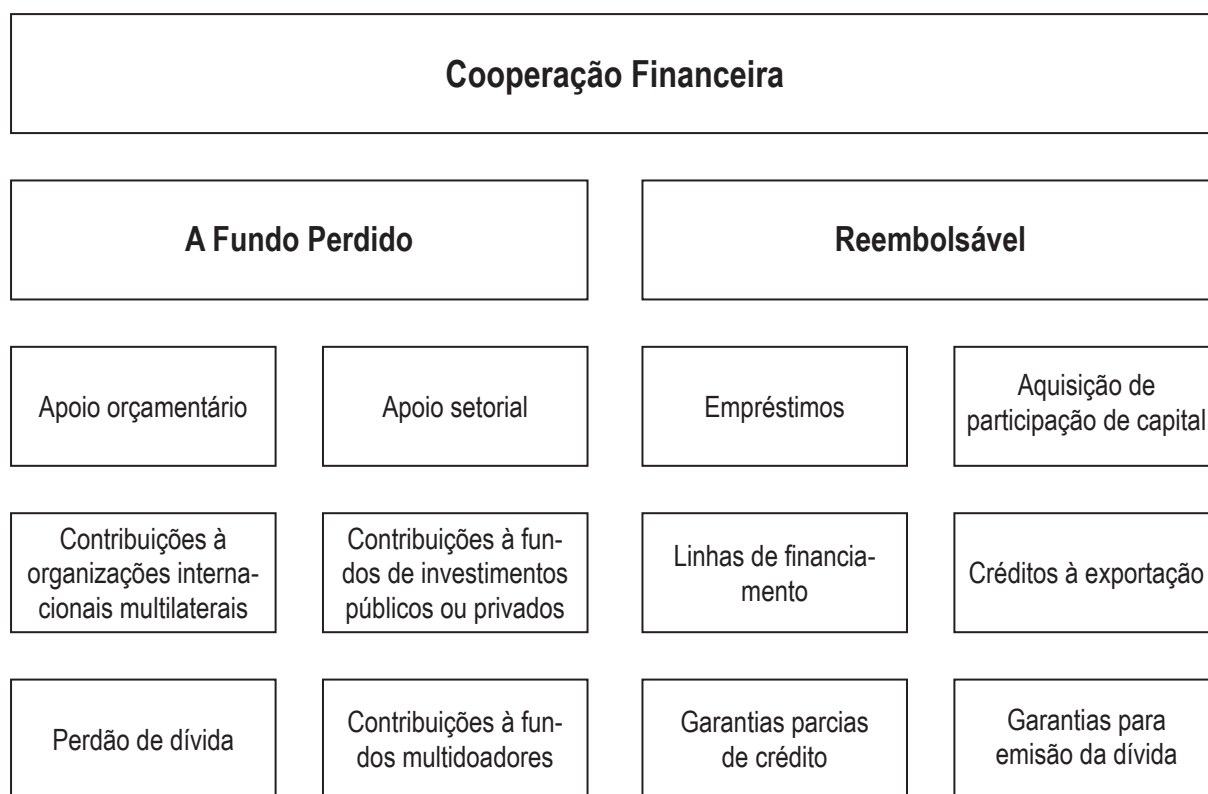 Cooperação Financeira
A Fundo Perdido
Reembolsável
Apoio orçamentário
Apoio setorial
Empréstimos
Aquisição de
participação de capital
Contribuições à
organizações interna-
cionais multilaterais
Contribuições à fun-
dos de investimentos
públicos ou privados
Linhas de financia-
mento
Créditos à exportação
Perdão de dívida
Contribuições à fun-
dos multidoadores
Garantias parcias
de crédito
Garantias para
emisão da dívida